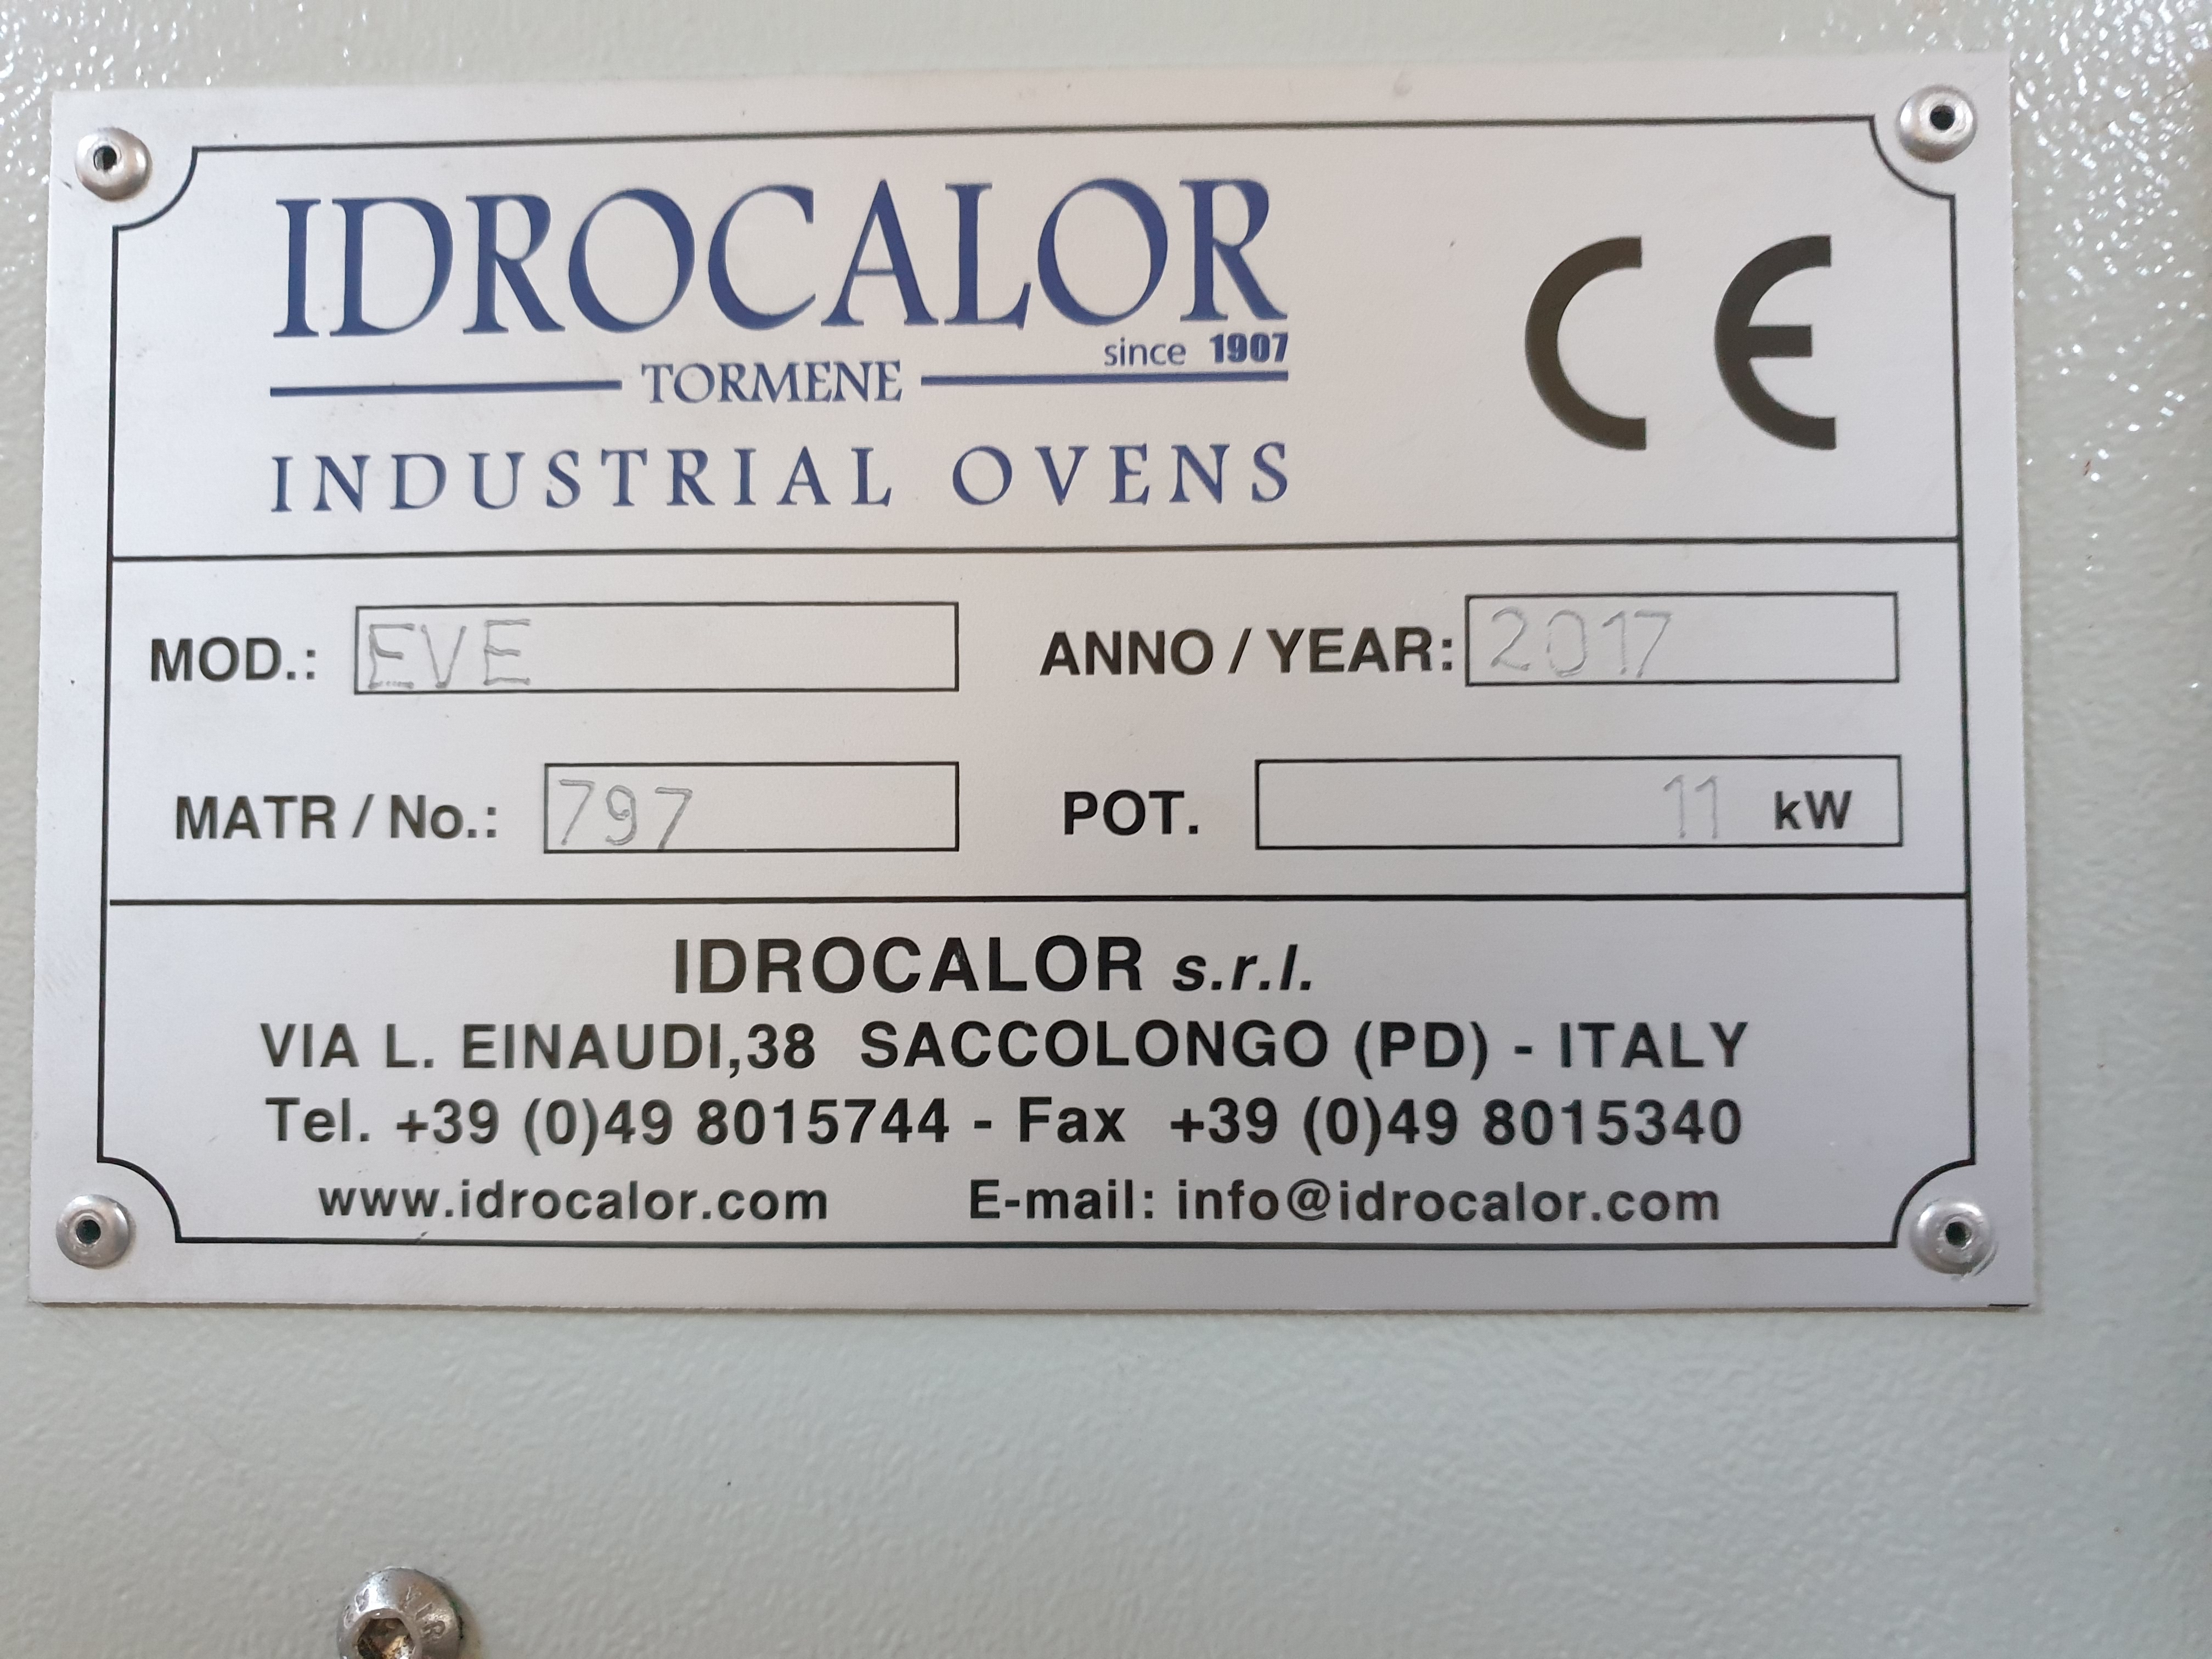 IDROCALOR
since 1907
TORMENE
INDUSTRIAL OVENS
CE
MOD.: EVE
ANNO / YEAR: 2017
MATR / No.: 797
POT. 11 kW
IDROCALOR s.r.l.
VIA L. EINAUDI,38 SACCOLONGO (PD) - ITALY
Tel. +39 (0)49 8015744 - Fax +39 (0)49 8015340
www.idrocalor.com E-mail: info@idrocalor.com